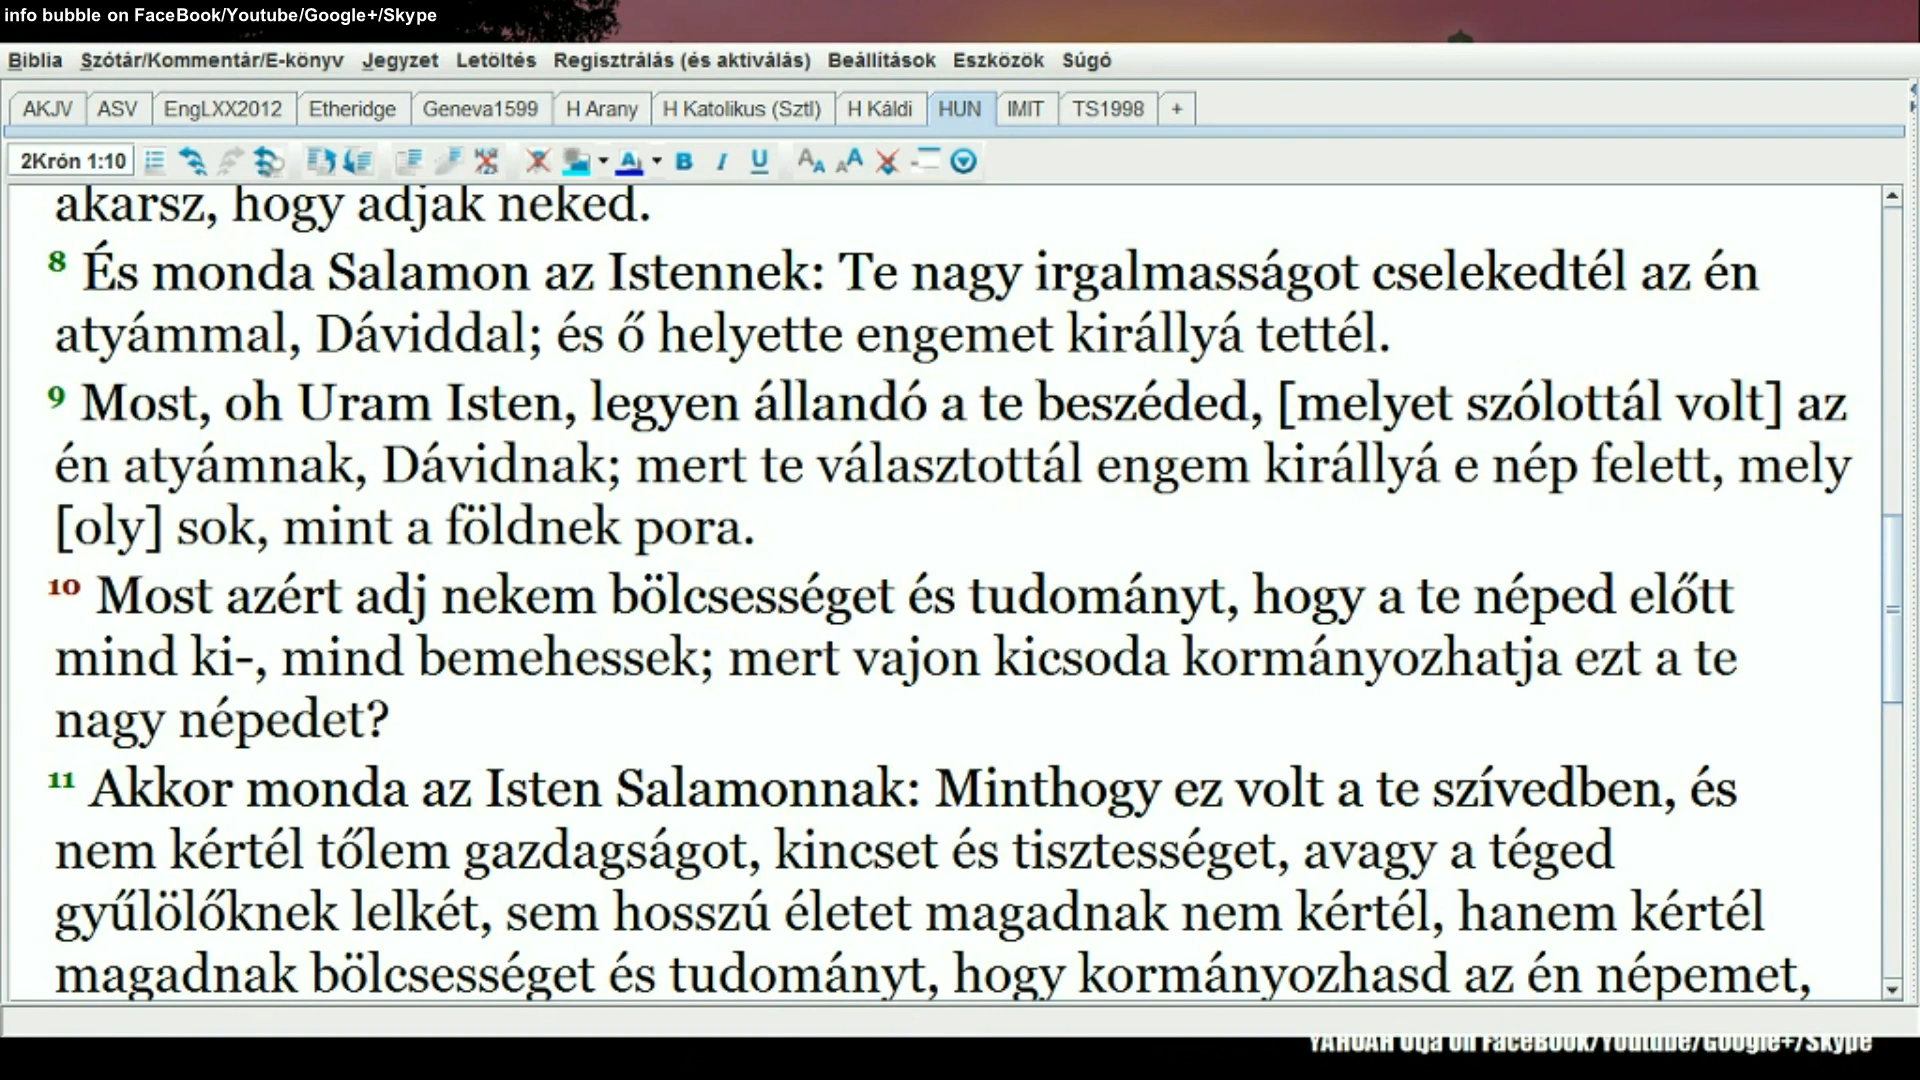 info bubble on FaceBook/Youtube/Google+/Skype
Biblia Szótár/Kommentár/E-könyv Jegyzet Letöltés Regisztrálás (és aktiválás) Beállítások Eszközök Súgó
AKJV ASV EngLXX2012 Etheridge Geneva1599 H Arany H Katolikus (Sztl) H Káldi HUN IMIT TS1998 +
2Krón 1:10
akarsz, hogy adjak neked.
8 És monda Salamon az Istennek: Te nagy irgalmasságot cselekedtél az én
atyámmal, Dáviddal; és ő helyette engemet királlyá tettél.
9 Most, oh Uram Isten, legyen állandó a te beszéded, [melyet szólottál volt] az
én atyámnak, Dávidnak; mert te választottál engem királlyá e nép felett, mely
[oly] sok, mint a földnek pora.
10 Most azért adj nekem bölcsességet és tudományt, hogy a te néped előtt
mind ki-, mind bemehessek; mert vajon kicsoda kormányozhatja ezt a te
nagy népedet?
11 Akkor monda az Isten Salamonnak: Minthogy ez volt a te szívedben, és
nem kértél tőlem gazdagságot, kincset és tisztességet, avagy a téged
gyűlölőknek lelkét, sem hosszú életet magadnak nem kértél, hanem kértél
magadnak bölcsességet és tudományt, hogy kormányozhasd az én népemet,
YAHUAH Útja on FaceBook/Youtube/Google+/Skype